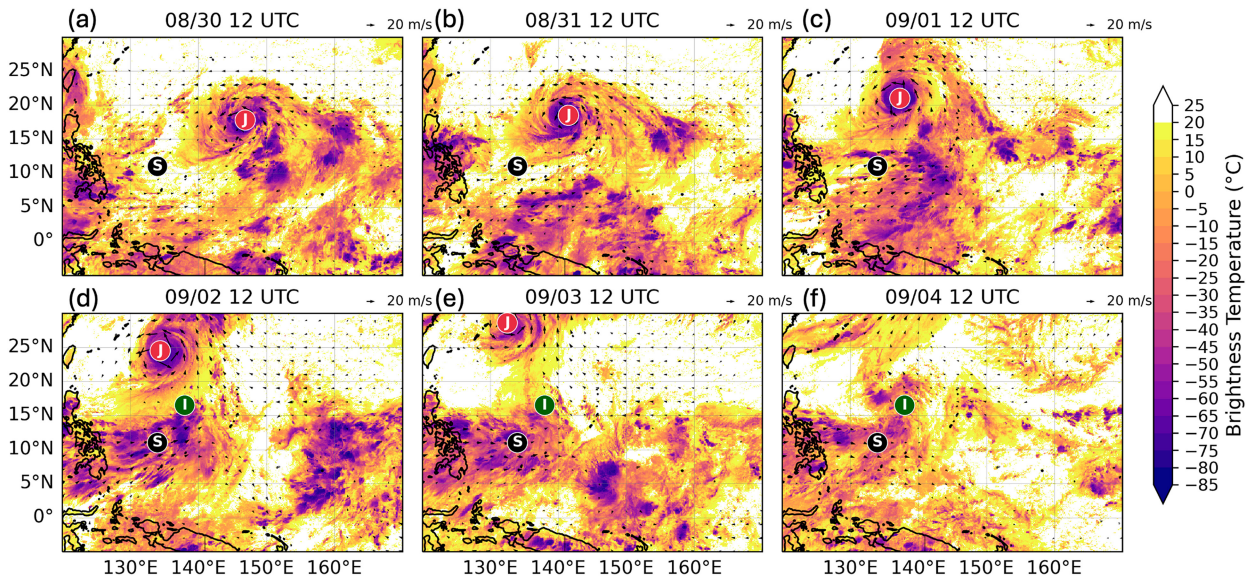 (a) 08/30 12 UTC 20 m/s (b) 08/31 12 UTC 20 m/s (c) 09/01 12 UTC 20 m/s
25°N
20°N
15°N
10°N
5°N
0°
J
S
J
S
J
S
(d) 09/02 12 UTC 20 m/s (e) 09/03 12 UTC 20 m/s (f) 09/04 12 UTC 20 m/s
25°N
20°N
15°N
10°N
5°N
0°
J
I
S
J
I
S
I
S
130°E 140°E 150°E 160°E 130°E 140°E 150°E 160°E 130°E 140°E 150°E 160°E
25
20
15
10
5
0
−5
−10
−15
−20
−25
−30
−35
−40
−45
−50
−55
−60
−65
−70
−75
−80
−85
Brightness Temperature (°C)